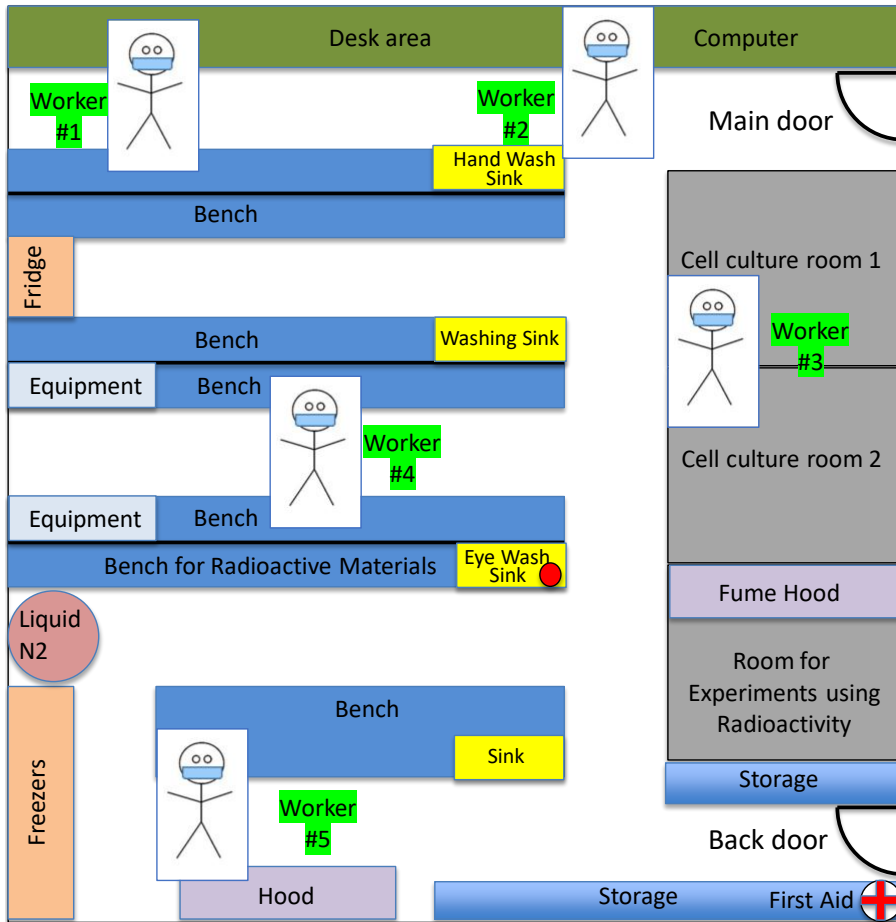 Desk area
Computer
Worker
#1
Worker
#2
Main door
Hand Wash
Sink
Bench
Cell culture room 1
Fridge
Worker
#3
Bench
Washing Sink
Equipment
Bench
Worker
#4
Cell culture room 2
Equipment
Bench
Bench for Radioactive Materials
Eye Wash
Sink
Fume Hood
Liquid
N2
Room for
Experiments using
Radioactivity
Bench
Sink
Storage
Freezers
Worker
#5
Back door
Hood
Storage
First Aid